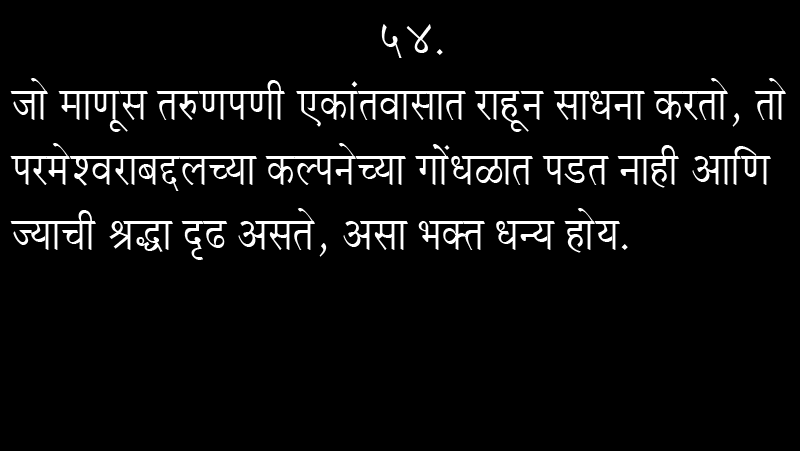 ५४.
जो माणूस तरुणपणी एकांतवासात राहून साधना करतो, तो
परमेश्वराबद्दलच्या कल्पनेच्या गोंधळात पडत नाही आणि
ज्याची श्रद्धा दृढ असते, असा भक्त धन्य होय.